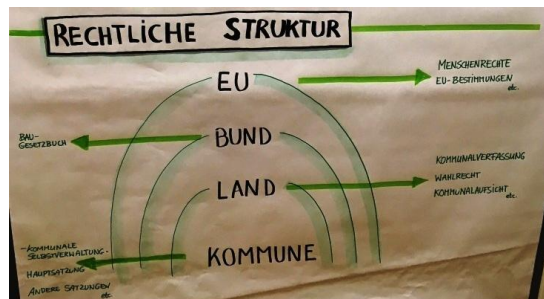 RECHTLICHE STRUKTUR
EU
MENSCHENRECHTE
EU-BESTIMMUNGEN
etc.
BAU-
GESETZBUCH
BUND
LAND
KOMMUNALVERFASSUNG
WAHLRECHT
KOMMUNALAUFSICHT
etc.
KOMMUNE
-KOMMUNALE
SELBSTVERWALTUNG-
HAUPTSATZUNG
ANDERE SATZUNGEN
etc